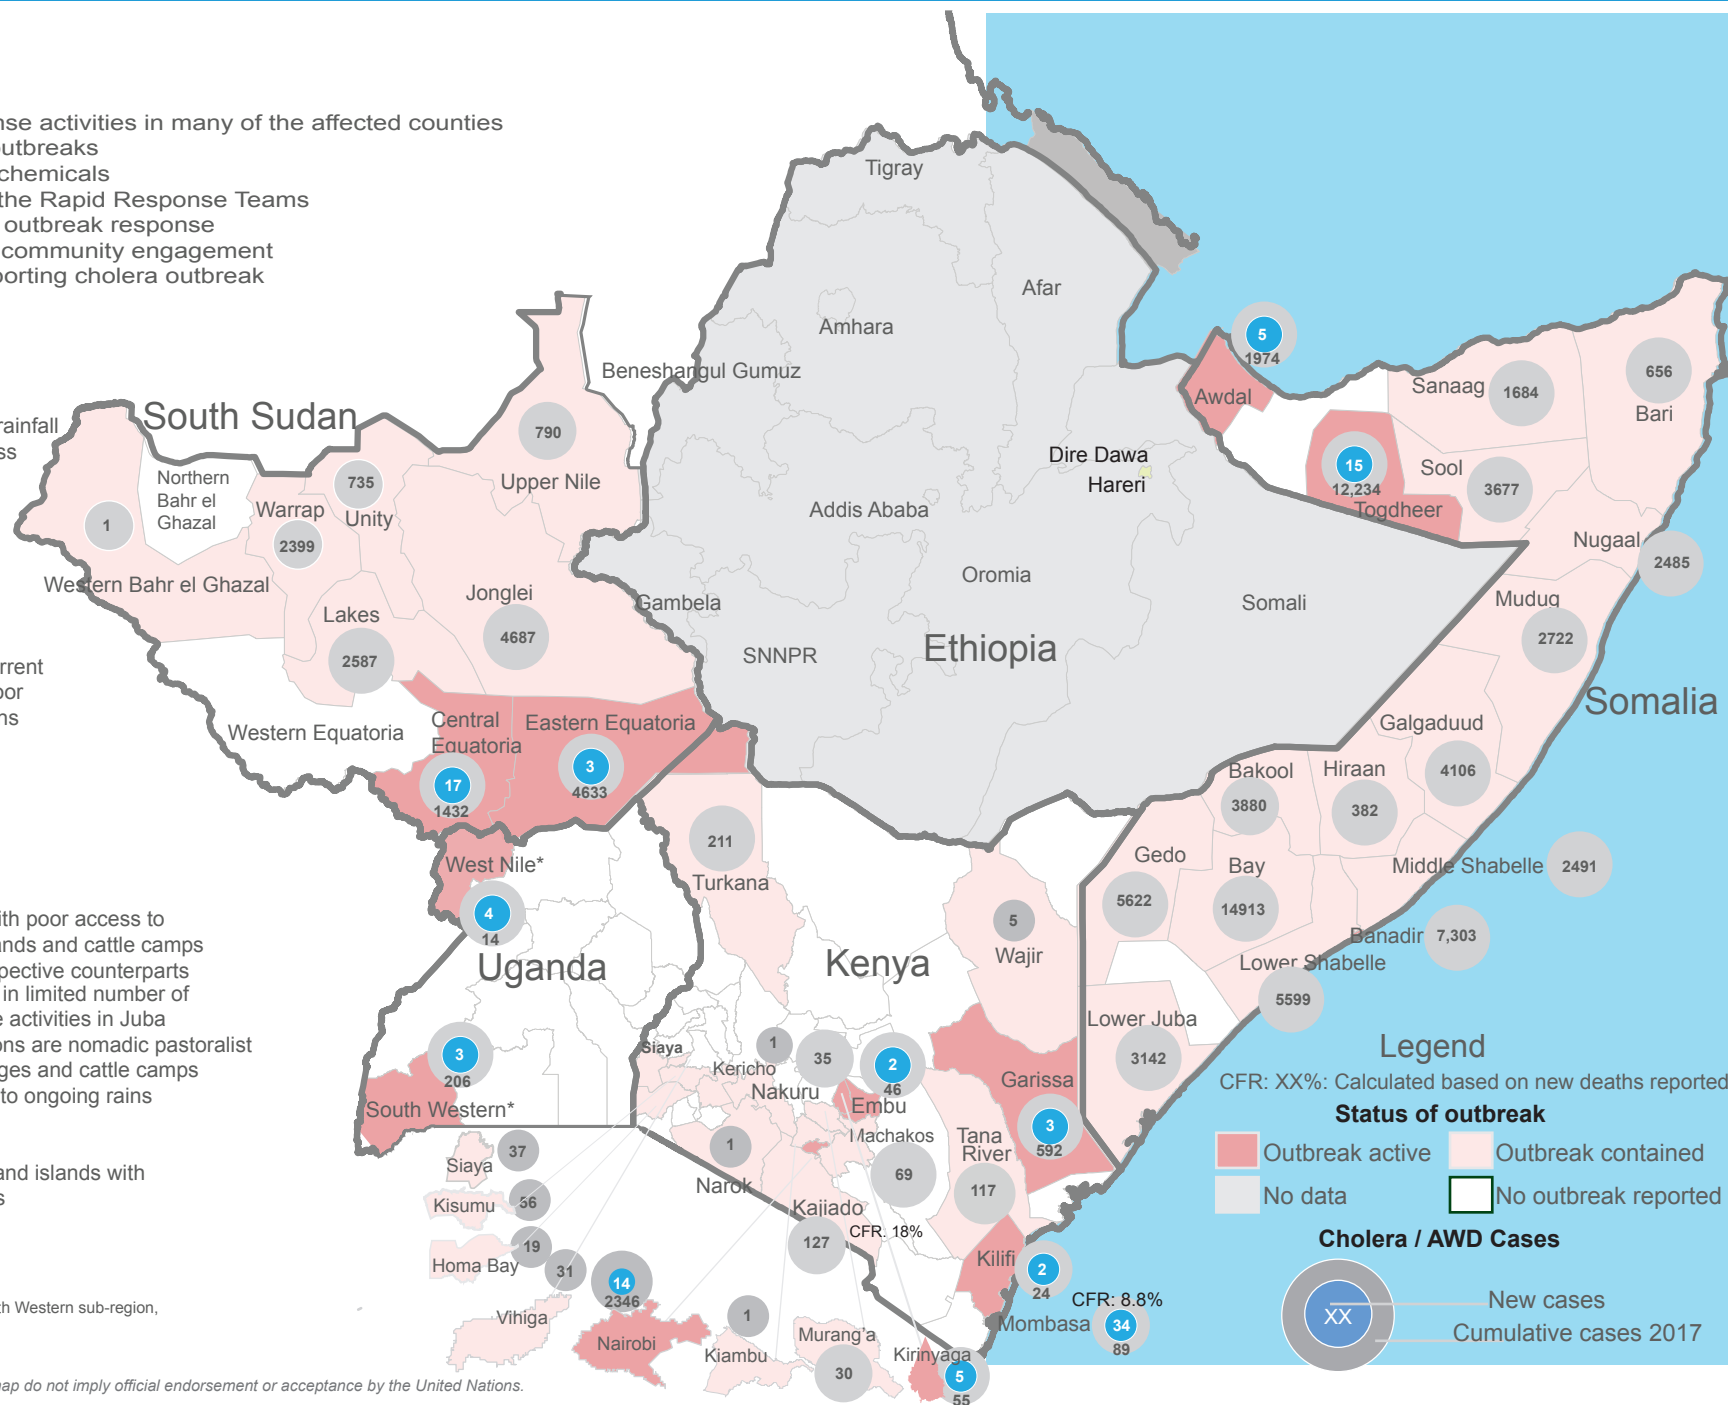 nse activities in many of the affected counties
outbreaks
chemicals
the Rapid Response Teams
outbreak response
community engagement
porting cholera outbreak
rainfall
ss
rrent
oor
ns
ith poor access to
ands and cattle camps
spective counterparts
in limited number of
e activities in Juba
ons are nomadic pastoralist
ges and cattle camps
to ongoing rains
and islands with
s
th Western sub-region,
nap do not imply official endorsement or acceptance by the United Nations.
South Sudan
Northern
Bahr el
Ghazal
Warrap
2399
735
Unity
790
Upper Nile
1
Western Bahr el Ghazal
Lakes
2587
Jonglei
4687
Western Equatoria
Central
Equatoria
17
1432
Eastern Equatoria
3
4633
Tigray
Afar
Amhara
Beneshangul Gumuz
Dire Dawa
Hareri
Addis Ababa
Oromia
Somali
Gambela
SNNPR
Ethiopia
5
1974
Awdal
15
12,234
Togdheer
Sanaag
1684
656
Bari
Sool
3677
Nugaal
2485
Mudug
2722
Somalia
Galgaduud
4106
Bakool
3880
Hiraan
382
Gedo
5622
Bay
14913
Middle Shabelle
2491
Banadir
7,303
Lower Shabelle
5599
Lower Juba
3142
West Nile*
4
14
Uganda
3
206
South Western*
211
Turkana
Kenya
5
Wajir
Siaya
1
Kericho
35
Nakuru
2
46
Embu
Garissa
3
592
Machakos
69
Tana
River
117
1
Narok
Kajiado
127
CFR: 18%
Kilifi
2
24
CFR: 8.8%
Mombasa
34
89
37
Siaya
56
Kisumu
19
Homa Bay
31
Vihiga
14
2346
Nairobi
1
Kiambu
Murang'a
30
Kirinyaga
5
55
Legend
CFR: XX%: Calculated based on new deaths reported
Status of outbreak
Outbreak active
Outbreak contained
No data
No outbreak reported
Cholera / AWD Cases
XX
New cases
Cumulative cases 2017